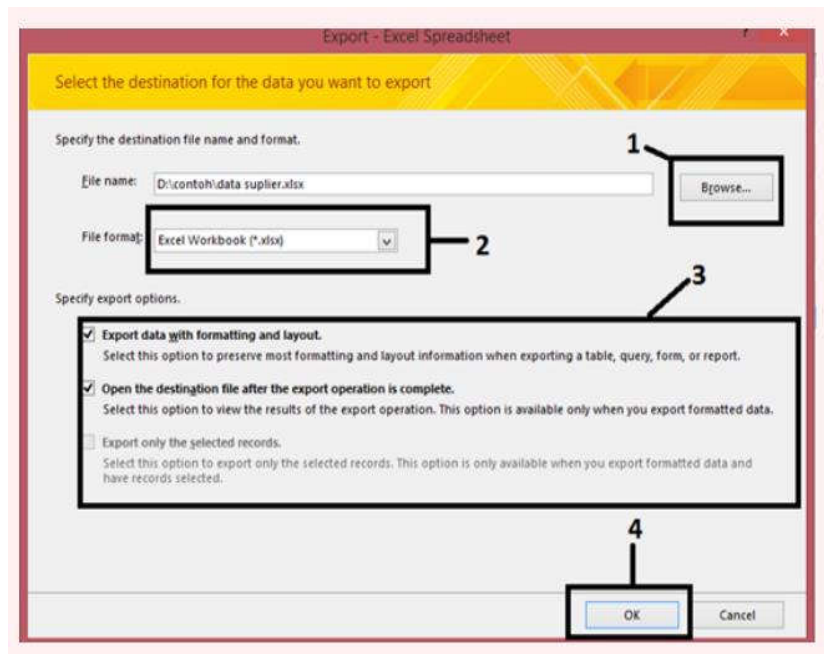 Export - Excel Spreadsheet
Select the destination for the data you want to export
Specify the destination file name and format.
1
File name: D:\contoh\data suplier.xlsx Browse...
File format: Excel Workbook (*.xlsx)
2
Specify export options.
3
Export data with formatting and layout.
Select this option to preserve most formatting and layout information when exporting a table, query, form, or report.
Open the destination file after the export operation is complete.
Select this option to view the results of the export operation. This option is available only when you export formatted data.
Export only the selected records.
Select this option to export only the selected records. This option is only available when you export formatted data and
have records selected.
4
OK Cancel